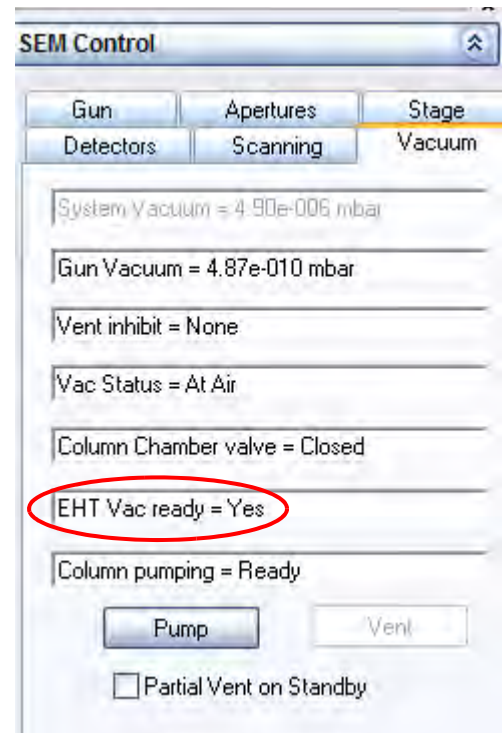 SEM Control
Gun Apertures Stage
Detectors Scanning Vacuum
System Vacuum = 4.90e-006 mbar
Gun Vacuum = 4.87e-010 mbar
Vent inhibit = None
Vac Status = At Air
Column Chamber valve = Closed
EHT Vac ready = Yes
Column pumping = Ready
Pump Vent
Partial Vent on Standby